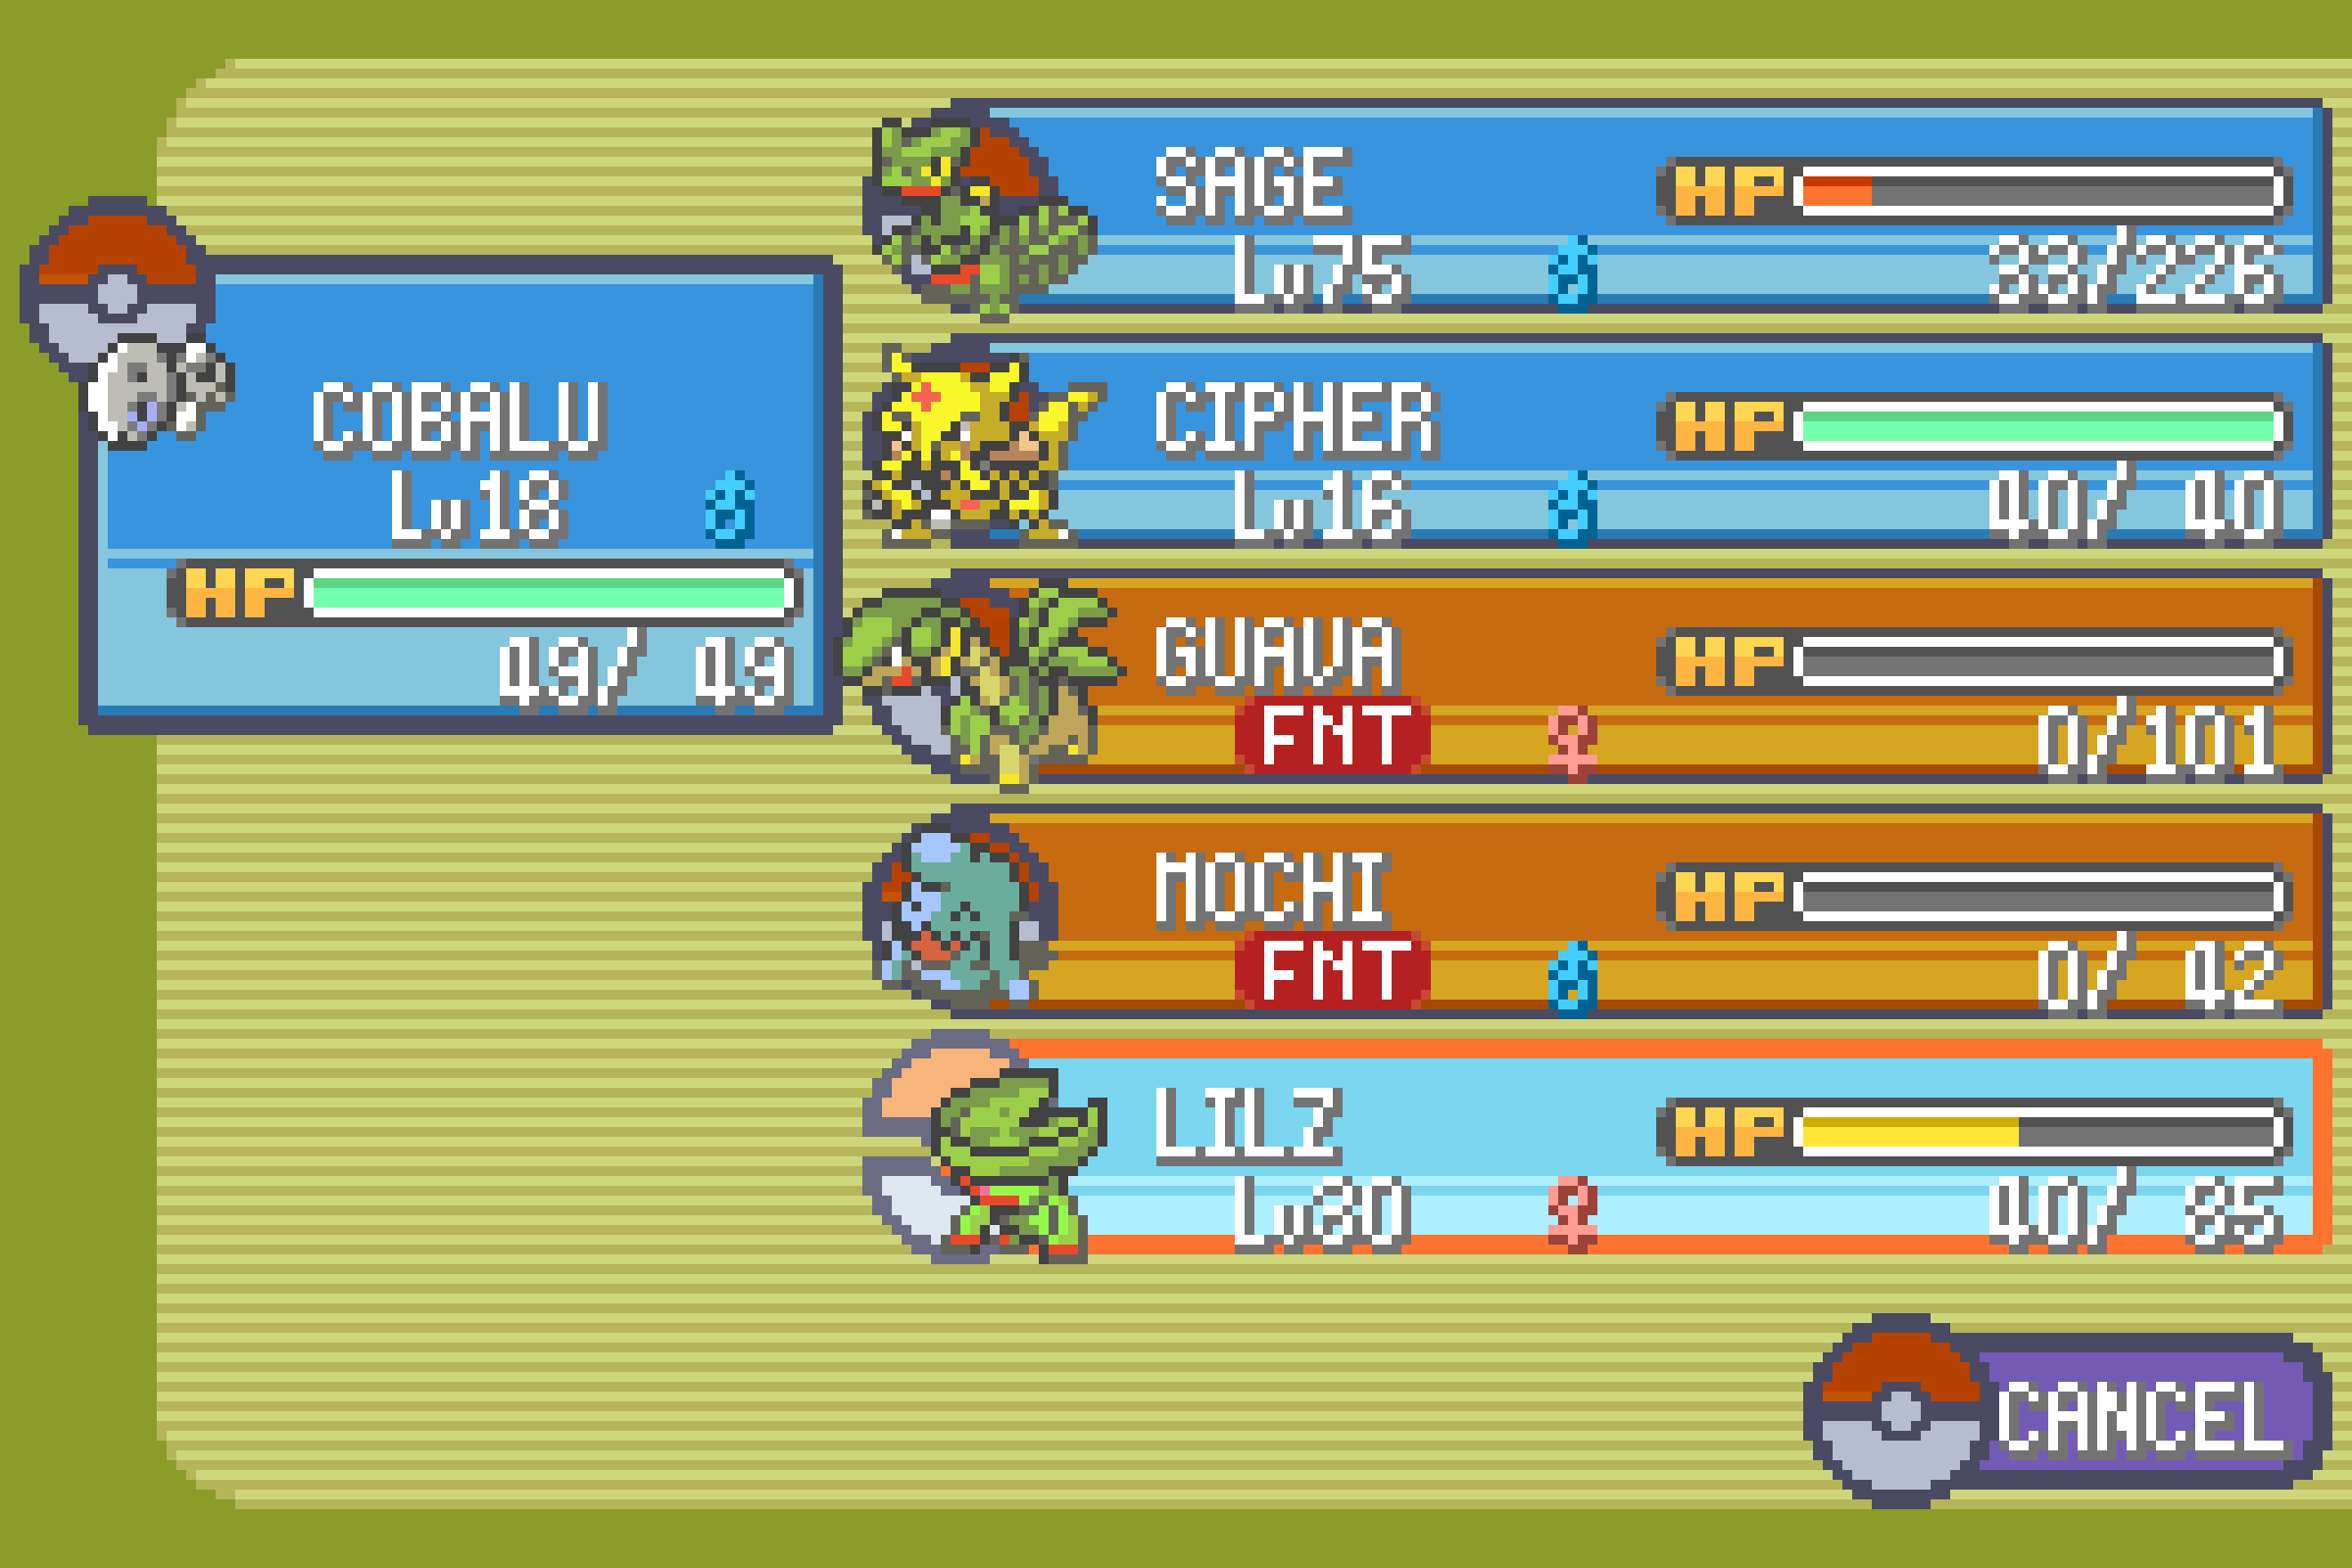 COBALU
Lv18 ♂
HP
49/ 49
SAGE
HP
Lv75 ♂ 33/226
CIPHER
HP
Lv16 ♂ 40/ 40
GUAVA
HP
FNT ♀ 0/101
MOCHI
HP
FNT ♂ 0/ 42
LILZ
HP
Lv30 ♀ 40/ 85
CANCEL